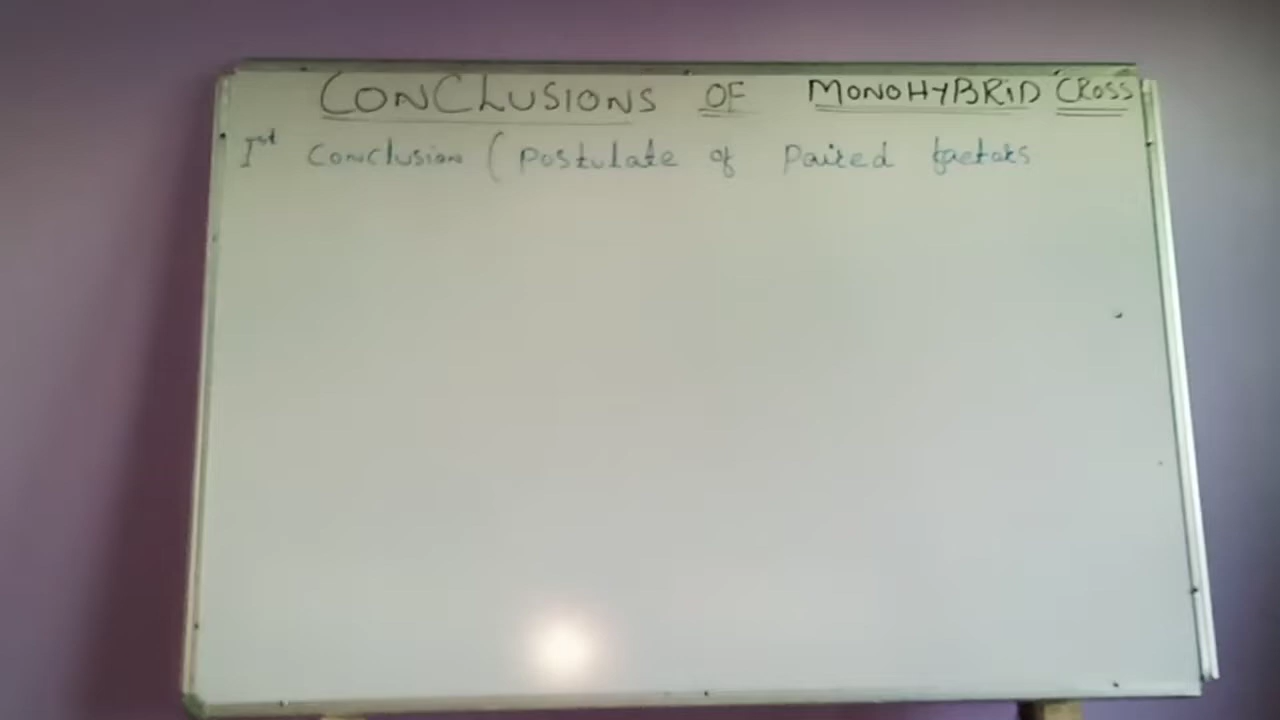 CONCLUSIONS OF MONOHYBRID CROSS
Ist Conclusion (postulate of Paired factors